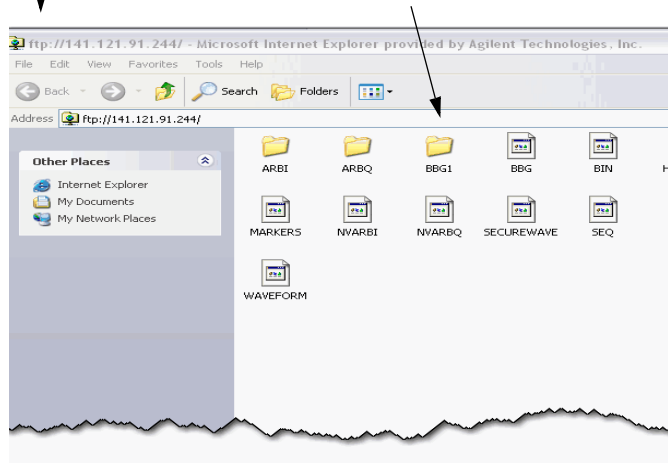 ftp://141.121.91.244/ - Microsoft Internet Explorer provided by Agilent Technologies, Inc.
File Edit View Favorites Tools Help
Back Search Folders
Address ftp://141.121.91.244/
Other Places
Internet Explorer
My Documents
My Network Places
ARBI ARBQ BBG1 BBG BIN H
MARKERS NVARBI NVARBQ SECUREWAVE SEQ
WAVEFORM